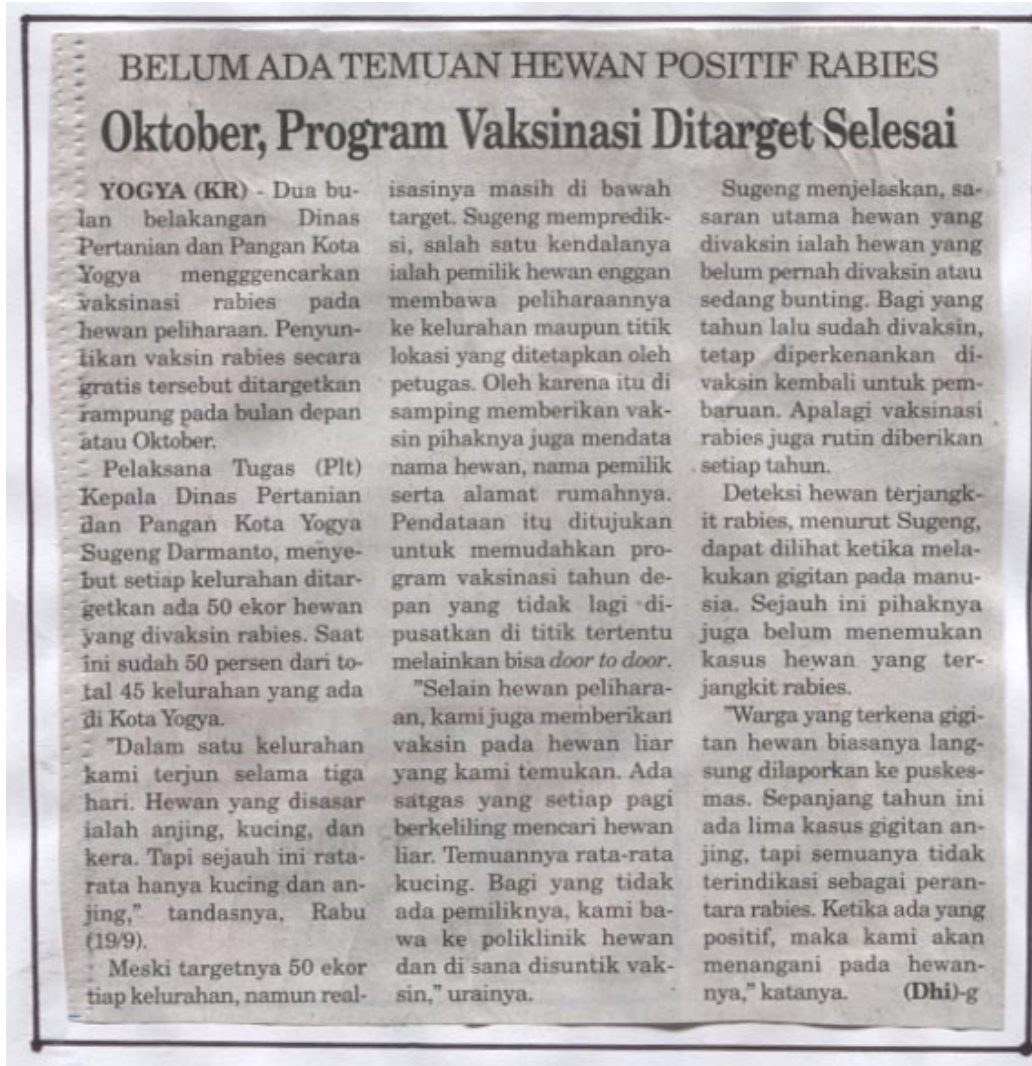 BELUM ADA TEMUAN HEWAN POSITIF RABIES
Oktober, Program Vaksinasi Ditarget Selesai
YOGYA (KR) - Dua bu-
lan belakangan Dinas
Pertanian dan Pangan Kota
Yogya mengggencarkan
vaksinasi rabies pada
hewan peliharaan. Penyun-
tikan vaksin rabies secara
gratis tersebut ditargetkan
rampung pada bulan depan
atau Oktober.
Pelaksana Tugas (Plt)
Kepala Dinas Pertanian
dan Pangan Kota Yogya
Sugeng Darmanto, menye-
but setiap kelurahan ditar-
getkan ada 50 ekor hewan
yang divaksin rabies. Saat
ini sudah 50 persen dari to-
tal 45 kelurahan yang ada
di Kota Yogya.
"Dalam satu kelurahan
kami terjun selama tiga
hari. Hewan yang disasar
ialah anjing, kucing, dan
kera. Tapi sejauh ini rata-
rata hanya kucing dan an-
jing," tandasnya, Rabu
(19/9).
Meski targetnya 50 ekor
tiap kelurahan, namun real-
isasinya masih di bawah
target. Sugeng mempredik-
si, salah satu kendalanya
ialah pemilik hewan enggan
membawa peliharaannya
ke kelurahan maupun titik
lokasi yang ditetapkan oleh
petugas. Oleh karena itu di
samping memberikan vak-
sin pihaknya juga mendata
nama hewan, nama pemilik
serta alamat rumahnya.
Pendataan itu ditujukan
untuk memudahkan pro-
gram vaksinasi tahun de-
pan yang tidak lagi di-
pusatkan di titik tertentu
melainkan bisa door to door.
"Selain hewan pelihara-
an, kami juga memberikan
vaksin pada hewan liar
yang kami temukan. Ada
satgas yang setiap pagi
berkeliling mencari hewan
liar. Temuannya rata-rata
kucing. Bagi yang tidak
ada pemiliknya, kami ba-
wa ke poliklinik hewan
dan di sana disuntik vak-
sin," urainya.
Sugeng menjelaskan, sa-
saran utama hewan yang
divaksin ialah hewan yang
belum pernah divaksin atau
sedang bunting. Bagi yang
tahun lalu sudah divaksin,
tetap diperkenankan di-
vaksin kembali untuk pem-
baruan. Apalagi vaksinasi
rabies juga rutin diberikan
setiap tahun.
Deteksi hewan terjangk-
it rabies, menurut Sugeng,
dapat dilihat ketika mela-
kukan gigitan pada manu-
sia. Sejauh ini pihaknya
juga belum menemukan
kasus hewan yang ter-
jangkit rabies.
"Warga yang terkena gigi-
tan hewan biasanya lang-
sung dilaporkan ke puskes-
mas. Sepanjang tahun ini
ada lima kasus gigitan an-
jing, tapi semuanya tidak
terindikasi sebagai peran-
tara rabies. Ketika ada yang
positif, maka kami akan
menangani pada hewan-
nya," katanya. (Dhi)-g